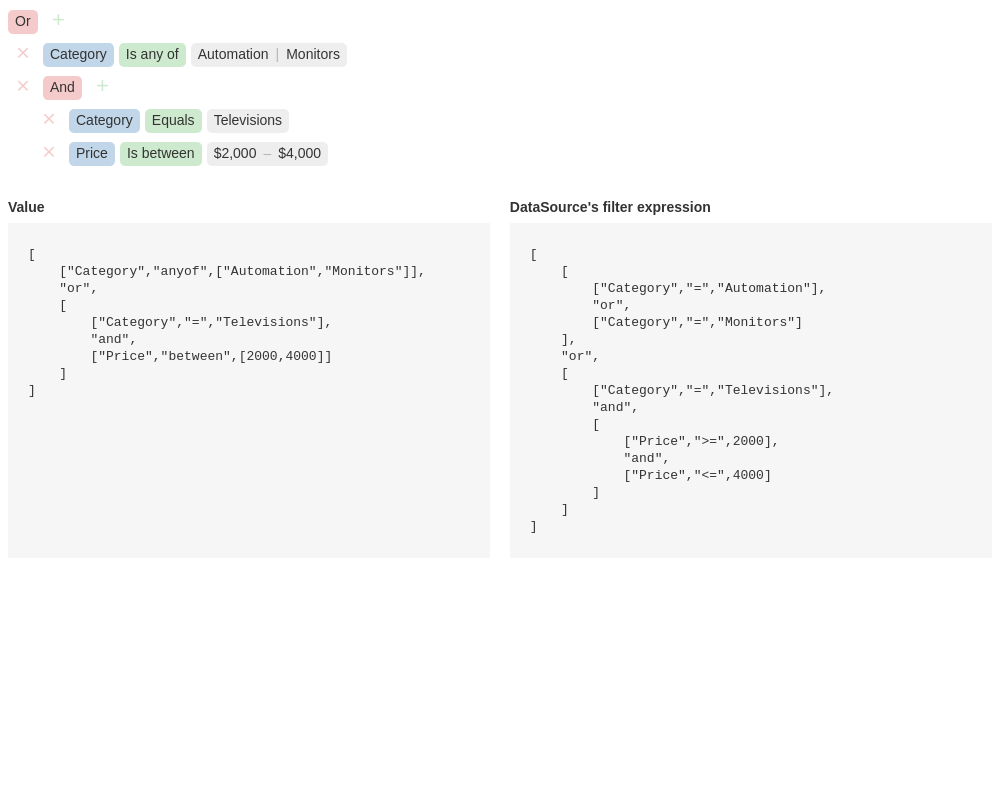 Or +
× Category Is any of Automation | Monitors
× And +
× Category Equals Televisions
× Price Is between $2,000 – $4,000
Value
[
    ["Category","anyof",["Automation","Monitors"]],
    "or",
    [
        ["Category","=","Televisions"],
        "and",
        ["Price","between",[2000,4000]]
    ]
]
DataSource's filter expression
[
    [
        ["Category","=","Automation"],
        "or",
        ["Category","=","Monitors"]
    ],
    "or",
    [
        ["Category","=","Televisions"],
        "and",
        [
            ["Price",">=",2000],
            "and",
            ["Price","<=",4000]
        ]
    ]
]